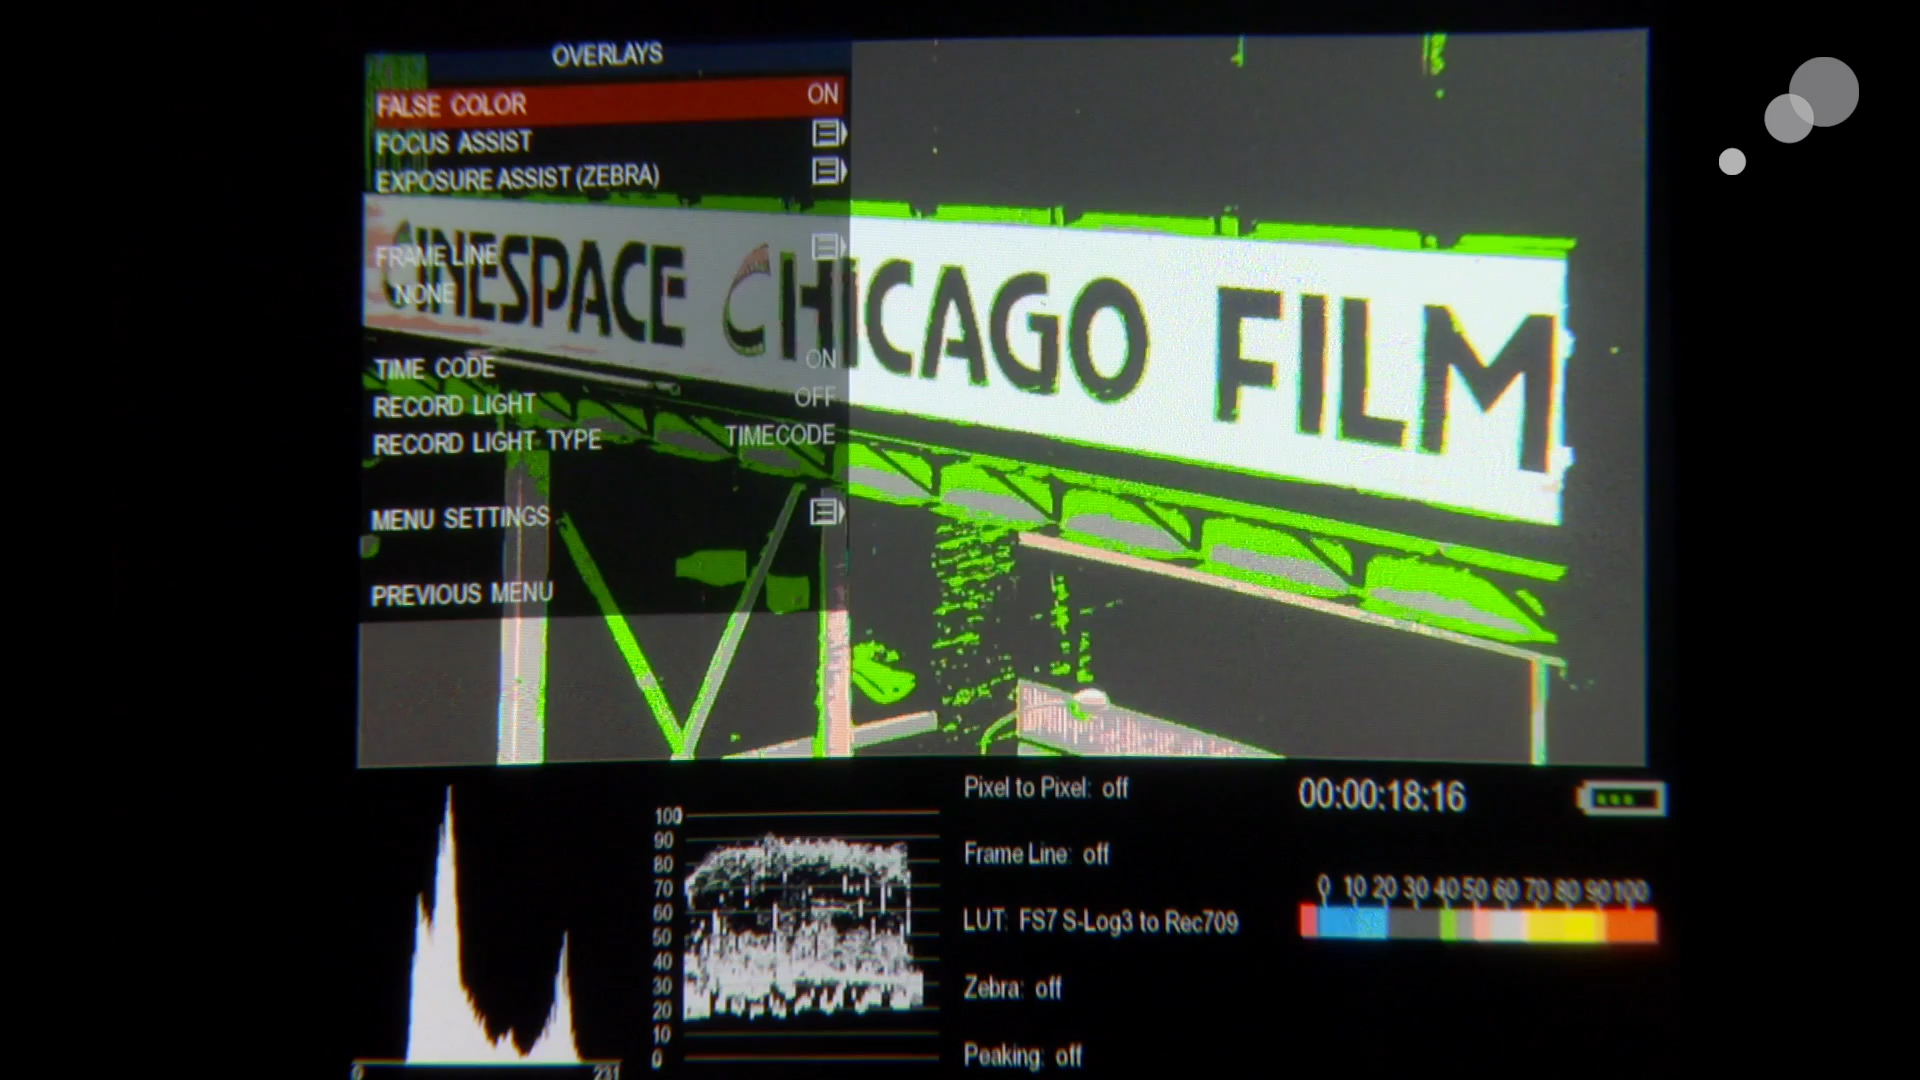 OVERLAYS
FALSE COLOR ON
FOCUS ASSIST
EXPOSURE ASSIST (ZEBRA)
CINESPACE CHICAGO FILM
FRAME LINE
NONE
TIME CODE ON
RECORD LIGHT OFF
RECORD LIGHT TYPE TIMECODE
MENU SETTINGS
PREVIOUS MENU
Pixel to Pixel: off
00:00:18:16
Frame Line: off
LUT: FS7 S-Log3 to Rec709
Zebra: off
Peaking: off
0 10 20 30 40 50 60 70 80 90 100
100
90
80
70
60
50
40
30
20
10
0
0 231